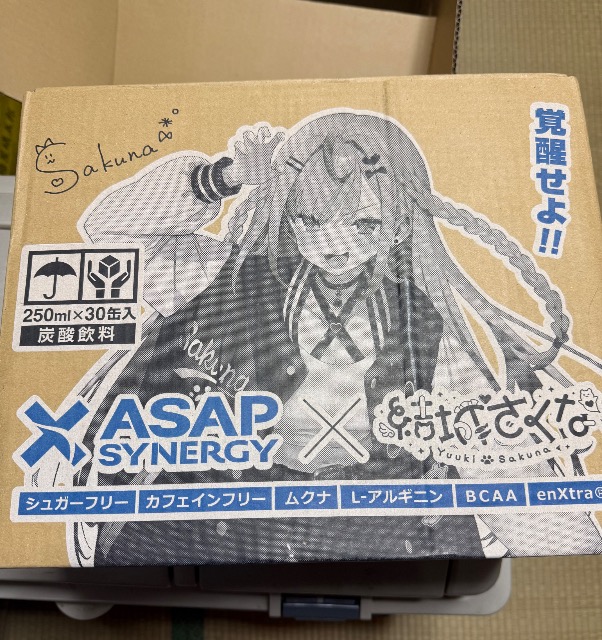 Sakuna
覚醒せよ!!
250ml×30缶入
炭酸飲料
Sakuna
ASAP
SYNERGY
×
結城さくな
Yuuki Sakuna
シュガーフリー
カフェインフリー
ムクナ
L-アルギニン
BCAA
enXtra®